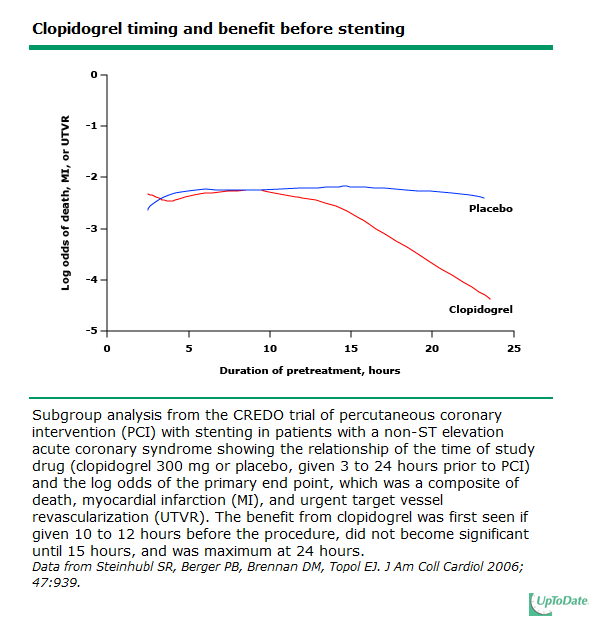 Clopidogrel timing and benefit before stenting
0
-1
-2
-3
-4
-5
Log odds of death, MI, or UTVR
Placebo
Clopidogrel
0 5 10 15 20 25
Duration of pretreatment, hours
Subgroup analysis from the CREDO trial of percutaneous coronary
intervention (PCI) with stenting in patients with a non-ST elevation
acute coronary syndrome showing the relationship of the time of study
drug (clopidogrel 300 mg or placebo, given 3 to 24 hours prior to PCI)
and the log odds of the primary end point, which was a composite of
death, myocardial infarction (MI), and urgent target vessel
revascularization (UTVR). The benefit from clopidogrel was first seen if
given 10 to 12 hours before the procedure, did not become significant
until 15 hours, and was maximum at 24 hours.
Data from Steinhubl SR, Berger PB, Brennan DM, Topol EJ. J Am Coll Cardiol 2006;
47:939.
UpToDate